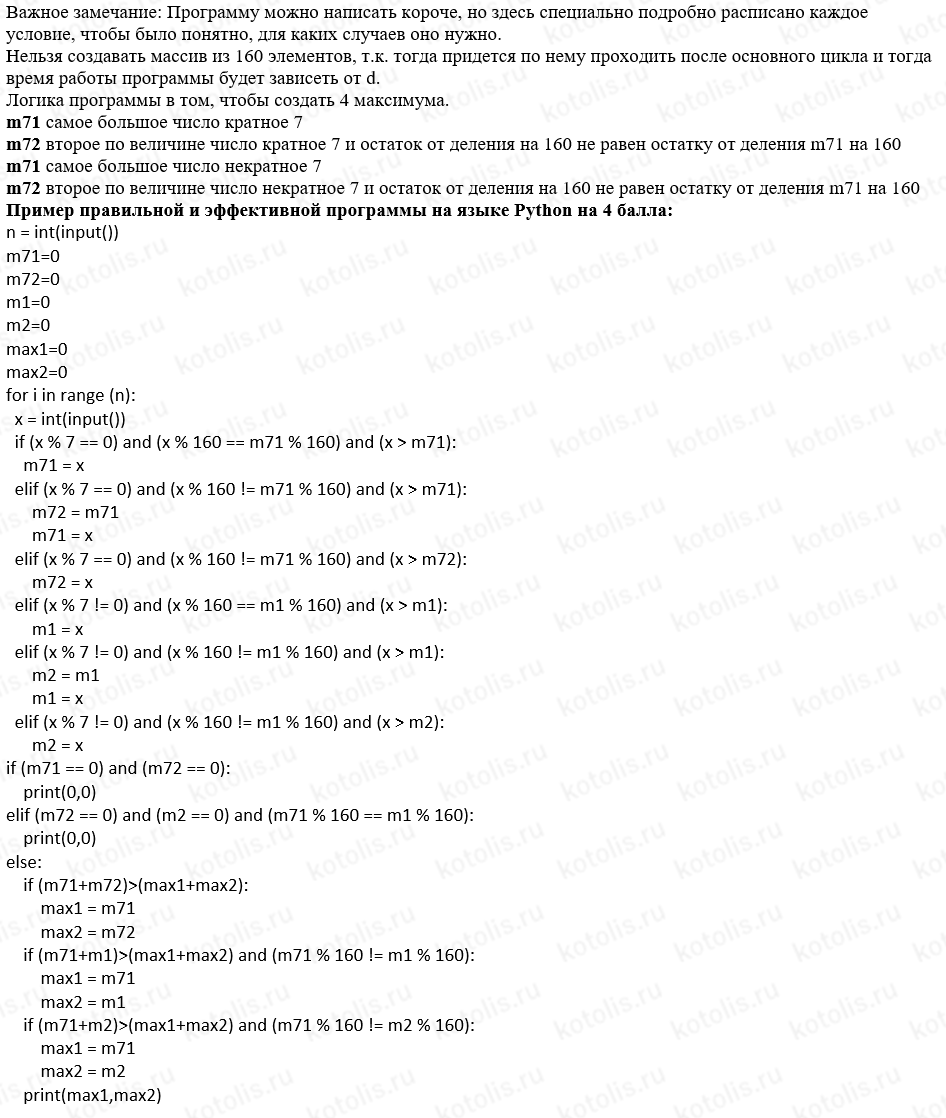 Важное замечание: Программу можно написать короче, но здесь специально подробно расписано каждое
условие, чтобы было понятно, для каких случаев оно нужно.
Нельзя создавать массив из 160 элементов, т.к. тогда придется по нему проходить после основного цикла и тогда
время работы программы будет зависеть от d.
Логика программы в том, чтобы создать 4 максимума.
m71 самое большое число кратное 7
m72 второе по величине число кратное 7 и остаток от деления на 160 не равен остатку от деления m71 на 160
m71 самое большое число некратное 7
m72 второе по величине число некратное 7 и остаток от деления на 160 не равен остатку от деления m71 на 160
Пример правильной и эффективной программы на языке Python на 4 балла:
n = int(input())
m71=0
m72=0
m1=0
m2=0
max1=0
max2=0
for i in range (n):
  x = int(input())
  if (x % 7 == 0) and (x % 160 == m71 % 160) and (x > m71):
    m71 = x
  elif (x % 7 == 0) and (x % 160 != m71 % 160) and (x > m71):
      m72 = m71
      m71 = x
  elif (x % 7 == 0) and (x % 160 != m71 % 160) and (x > m72):
      m72 = x
  elif (x % 7 != 0) and (x % 160 == m1 % 160) and (x > m1):
      m1 = x
  elif (x % 7 != 0) and (x % 160 != m1 % 160) and (x > m1):
      m2 = m1
      m1 = x
  elif (x % 7 != 0) and (x % 160 != m1 % 160) and (x > m2):
      m2 = x
if (m71 == 0) and (m72 == 0):
    print(0,0)
elif (m72 == 0) and (m2 == 0) and (m71 % 160 == m1 % 160):
    print(0,0)
else:
    if (m71+m72)>(max1+max2):
        max1 = m71
        max2 = m72
    if (m71+m1)>(max1+max2) and (m71 % 160 != m1 % 160):
        max1 = m71
        max2 = m1
    if (m71+m2)>(max1+max2) and (m71 % 160 != m2 % 160):
        max1 = m71
        max2 = m2
    print(max1,max2)
kotolis.ru